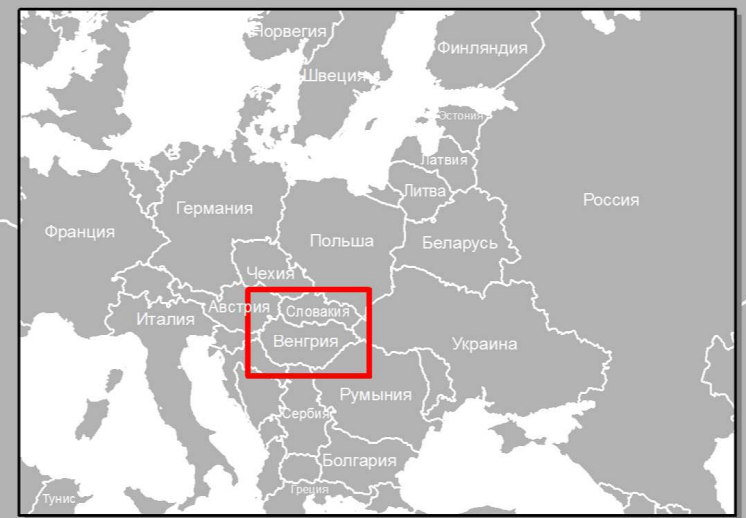 Норвегия
Финляндия
Швеция
Эстония
Латвия
Литва
Россия
Германия
Франция
Польша
Беларусь
Чехия
Австрия
Словакия
Италия
Венгрия
Украина
Румыния
Сербия
Болгария
Греция
Тунис